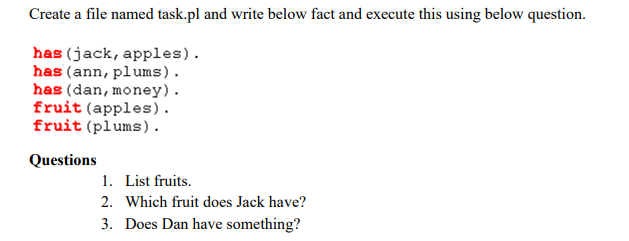 Create a file named task.pl and write below fact and execute this using below question.
has(jack,apples).
has(ann,plums).
has(dan,money).
fruit(apples).
fruit(plums).
Questions
1. List fruits.
2. Which fruit does Jack have?
3. Does Dan have something?